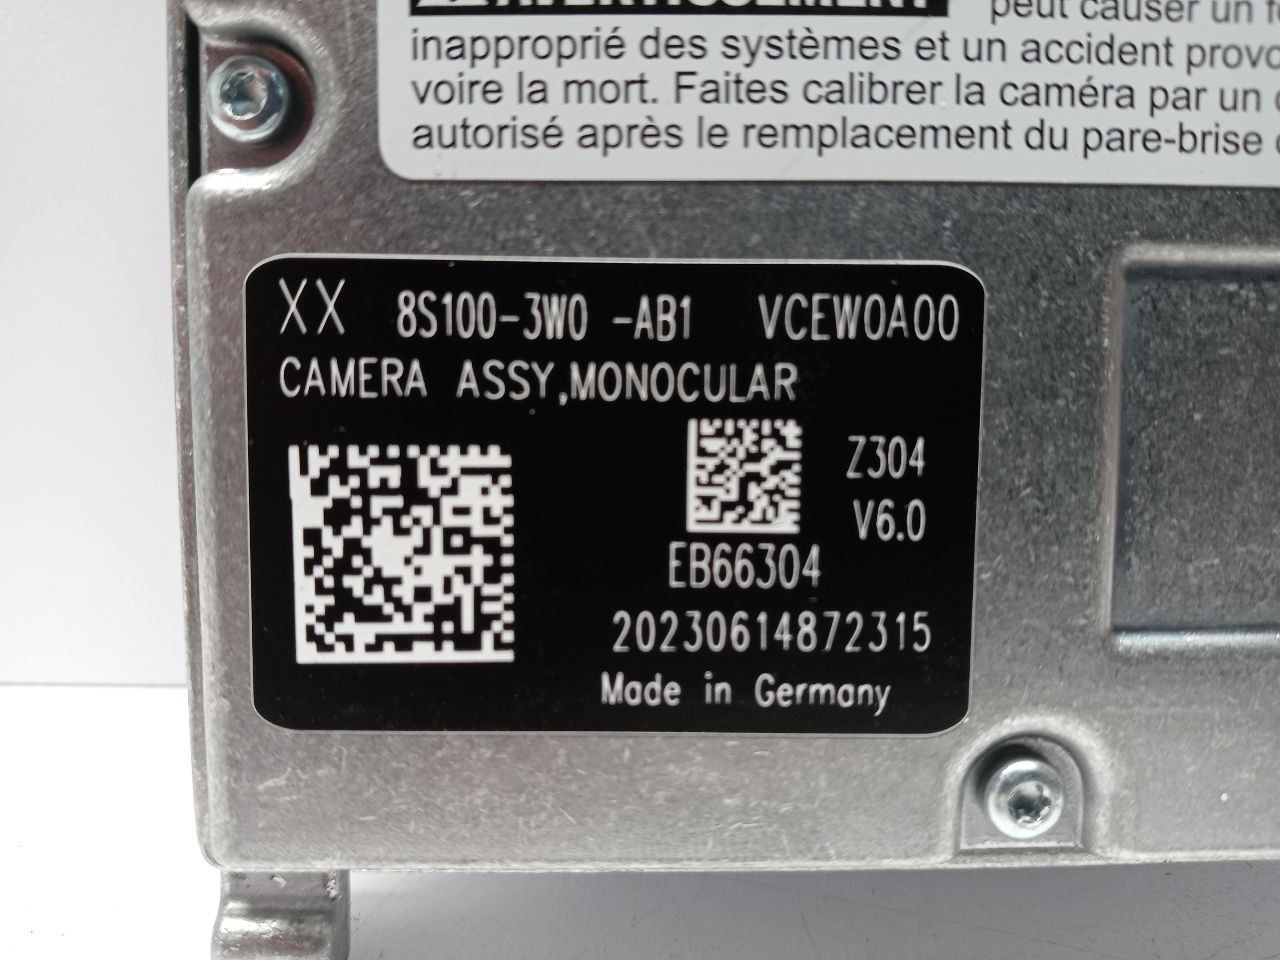 AVERTISSEMENT peut causer un
inapproprié des systèmes et un accident
voire la mort. Faites calibrer la caméra par un
autorisé après le remplacement du pare-brise
XX 8S100-3W0 -AB1 VCEW0A00
CAMERA ASSY,MONOCULAR
Z304
V6.0
EB66304
20230614872315
Made in Germany